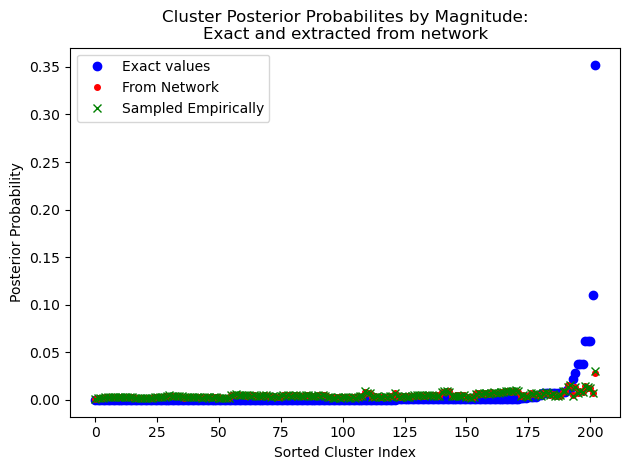 Cluster Posterior Probabilites by Magnitude:
Exact and extracted from network
Exact values
From Network
Sampled Empirically
Posterior Probability
0.35
0.30
0.25
0.20
0.15
0.10
0.05
0.00
0 25 50 75 100 125 150 175 200
Sorted Cluster Index